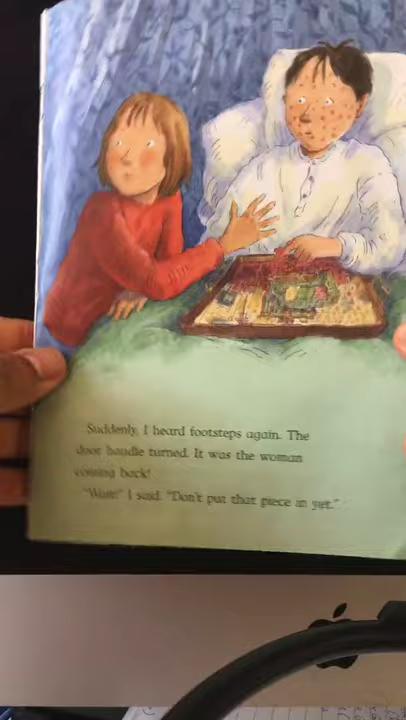 Suddenly, I heard footsteps again. The
door handle turned. It was the woman
coming back!
"Wait!" I said. "Don't put that piece in yet."